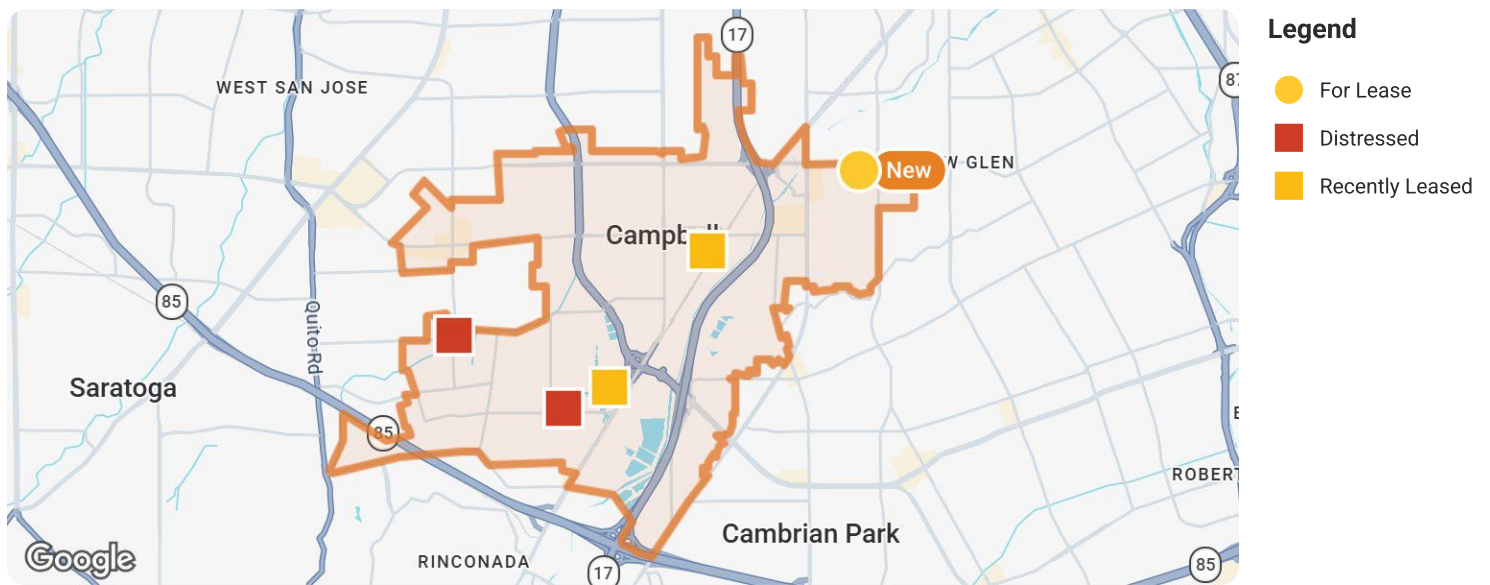 17
87
WEST SAN JOSE
W GLEN
New
Campbell
85
Quito Rd
Saratoga
85
ROBERT
Cambrian Park
RINCONADA
Google
17
85
Legend
For Lease
Distressed
Recently Leased